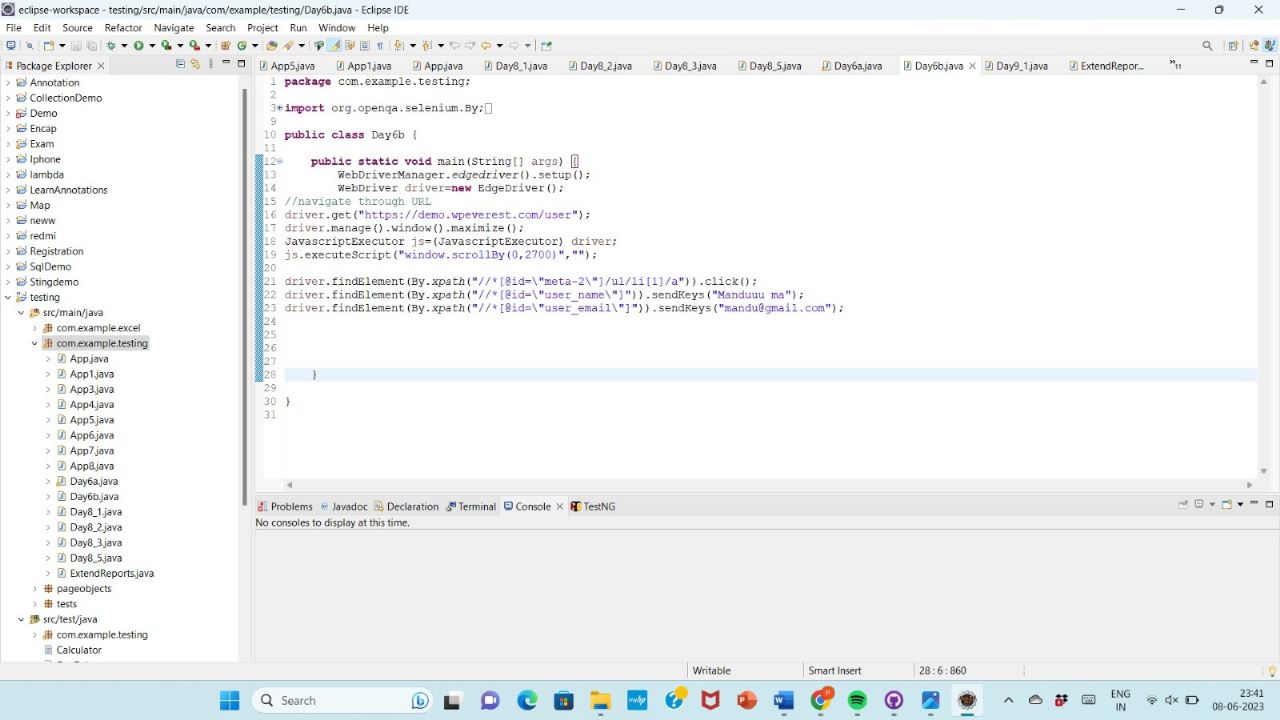 eclipse-workspace - testing/src/main/java/com/example/testing/Day6b.java - Eclipse IDE
File Edit Source Refactor Navigate Search Project Run Window Help
Package Explorer
App5.java App1.java App.java Day8_1.java Day8_2.java Day8_3.java Day8_5.java Day6a.java Day6b.java Day9_1.java ExtendRepor... 11
Annotation
CollectionDemo
Demo
Encap
Exam
Iphone
lambda
LearnAnnotations
Map
neww
redmi
Registration
SqlDemo
Stingdemo
testing
src/main/java
com.example.excel
com.example.testing
App.java
App1.java
App3.java
App4.java
App5.java
App6.java
App7.java
App8.java
Day6a.java
Day6b.java
Day8_1.java
Day8_2.java
Day8_3.java
Day8_5.java
ExtendReports.java
pageobjects
tests
src/test/java
com.example.testing
Calculator
1 package com.example.testing;
2
3 import org.openqa.selenium.By;
9
10 public class Day6b {
11
12 public static void main(String[] args) {
13 WebDriverManager.edgedriver().setup();
14 WebDriver driver=new EdgeDriver();
15 //navigate through URL
16 driver.get("https://demo.wpeverest.com/user");
17 driver.manage().window().maximize();
18 JavascriptExecutor js=(JavascriptExecutor) driver;
19 js.executeScript("window.scrollBy(0,2700)","");
20
21 driver.findElement(By.xpath("//*[@id=\"meta-2\"]/ul/li[1]/a")).click();
22 driver.findElement(By.xpath("//*[@id=\"user_name\"]")).sendKeys("Manduuu ma");
23 driver.findElement(By.xpath("//*[@id=\"user_email\"]")).sendKeys("mandu@gmail.com");
24
25
26
27
28 }
29
30 }
31
Problems Javadoc Declaration Terminal Console TestNG
No consoles to display at this time.
Writable Smart Insert 28 : 6 : 860
Search
ENG
IN
23:41
08-06-2023